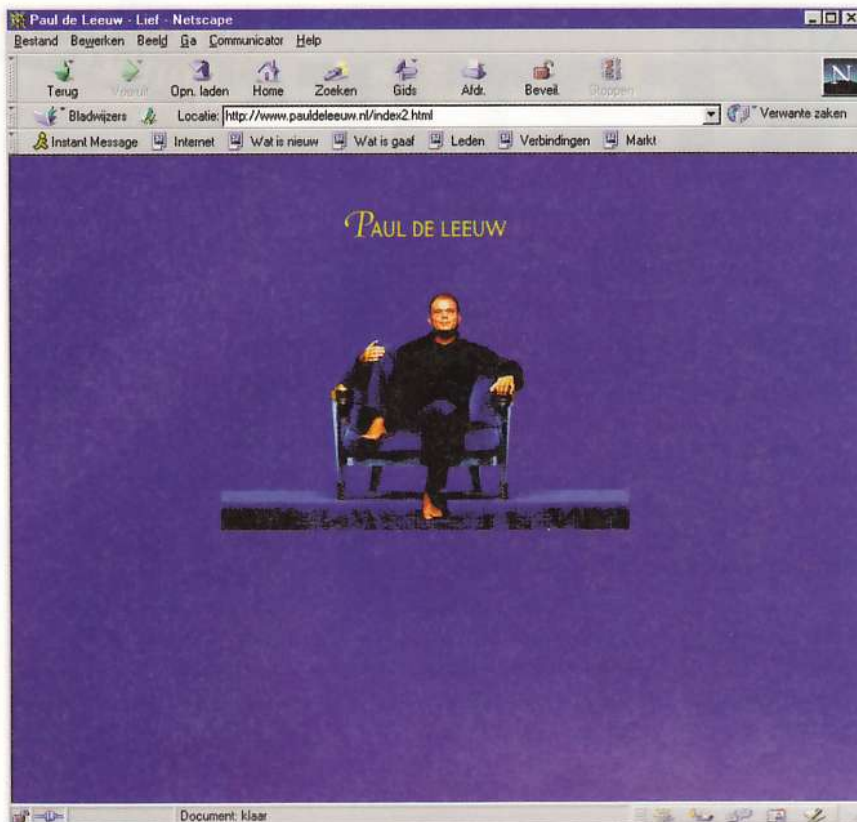 Paul de Leeuw - Lief - Netscape
Bestand Bewerken Beeld Ga Communicator Help
Terug Vooruit Opn. laden Home Zoeken Gids Afdr. Beveil. Stoppen N
Bladwijzers Locatie: http://www.pauldeleeuw.nl/index2.html Verwante zaken
Instant Message Internet Wat is nieuw Wat is gaaf Leden Verbindingen Markt
PAUL DE LEEUW
Document: klaar